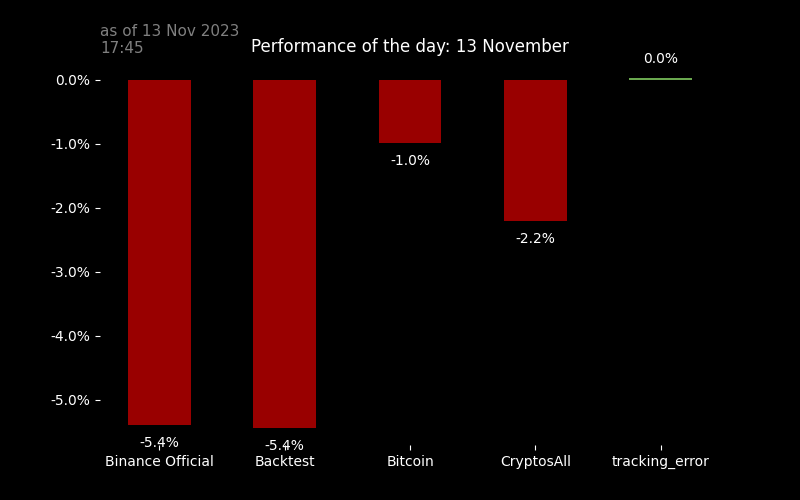 as of 13 Nov 2023
17:45
Performance of the day: 13 November
0.0%
0.0%
-1.0%
-1.0%
-2.0%
-2.2%
-3.0%
-4.0%
-5.0%
-5.4%
-5.4%
Binance Official
Backtest
Bitcoin
CryptosAll
tracking_error